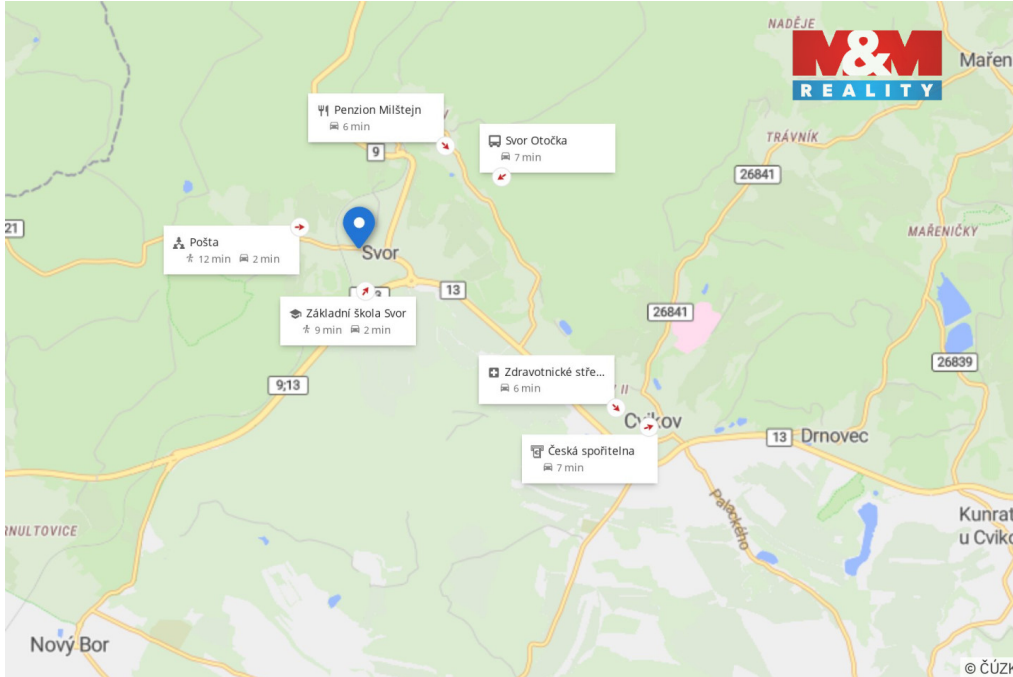 NADĚJE
M&M
REALITY
Mařen
Penzion Milštejn
6 min
9
Svor Otočka
7 min
TRÁVNÍK
26841
21
MAŘENIČKY
Pošta
12 min 2 min
Svor
13
Základní škola Svor
9 min 2 min
26841
26839
Zdravotnické stře...
6 min
II
9;13
Cvikov
13 Drnovec
Česká spořitelna
7 min
Palackého
Kunrat
u Cviko
RNULTOVICE
Nový Bor
© ČÚZK